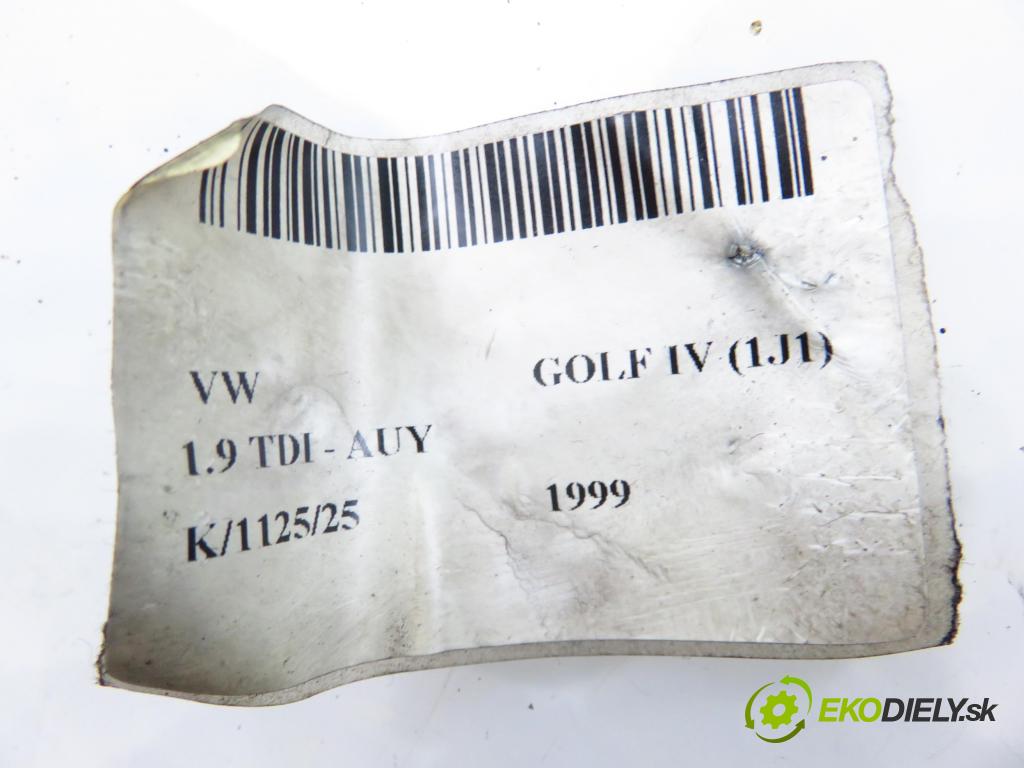 VW GOLF IV (1J1)
1.9 TDI - AUY
K/1125/25 1999
EKODIELY.sk